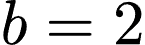 b = 2